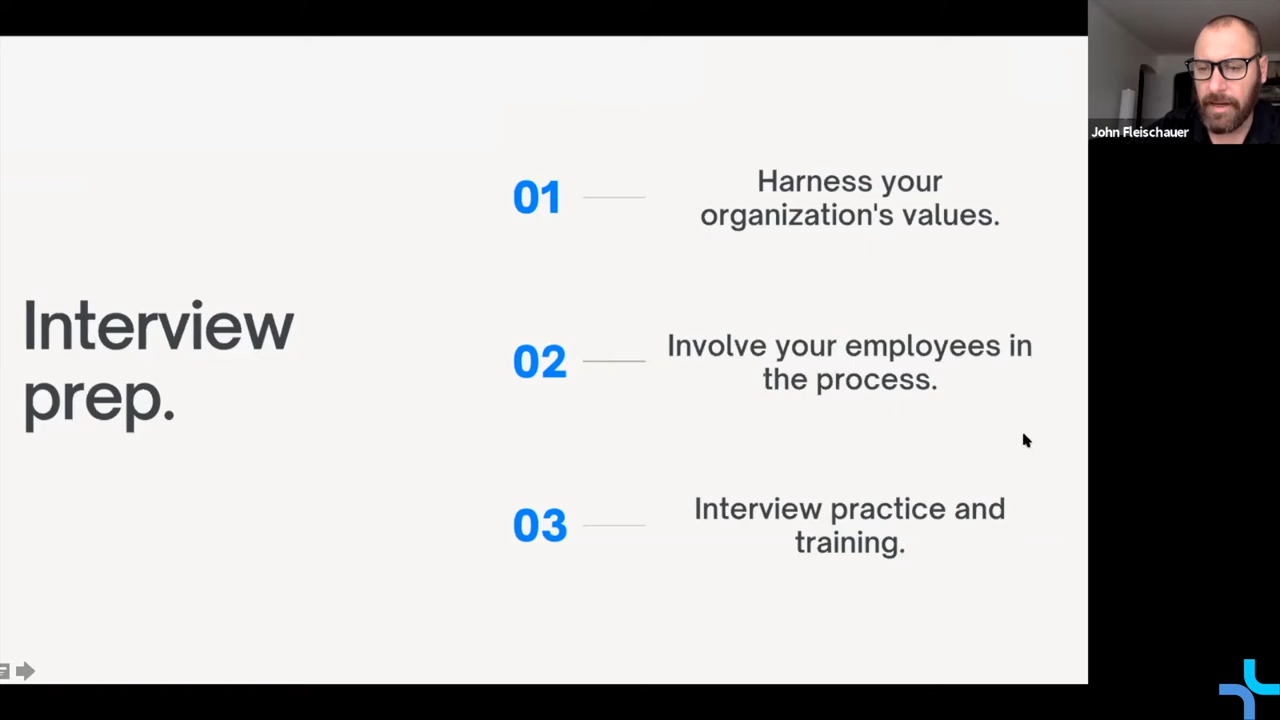 Interview
prep.
01
Harness your
organization's values.
02
Involve your employees in
the process.
03
Interview practice and
training.
John Fleischauer